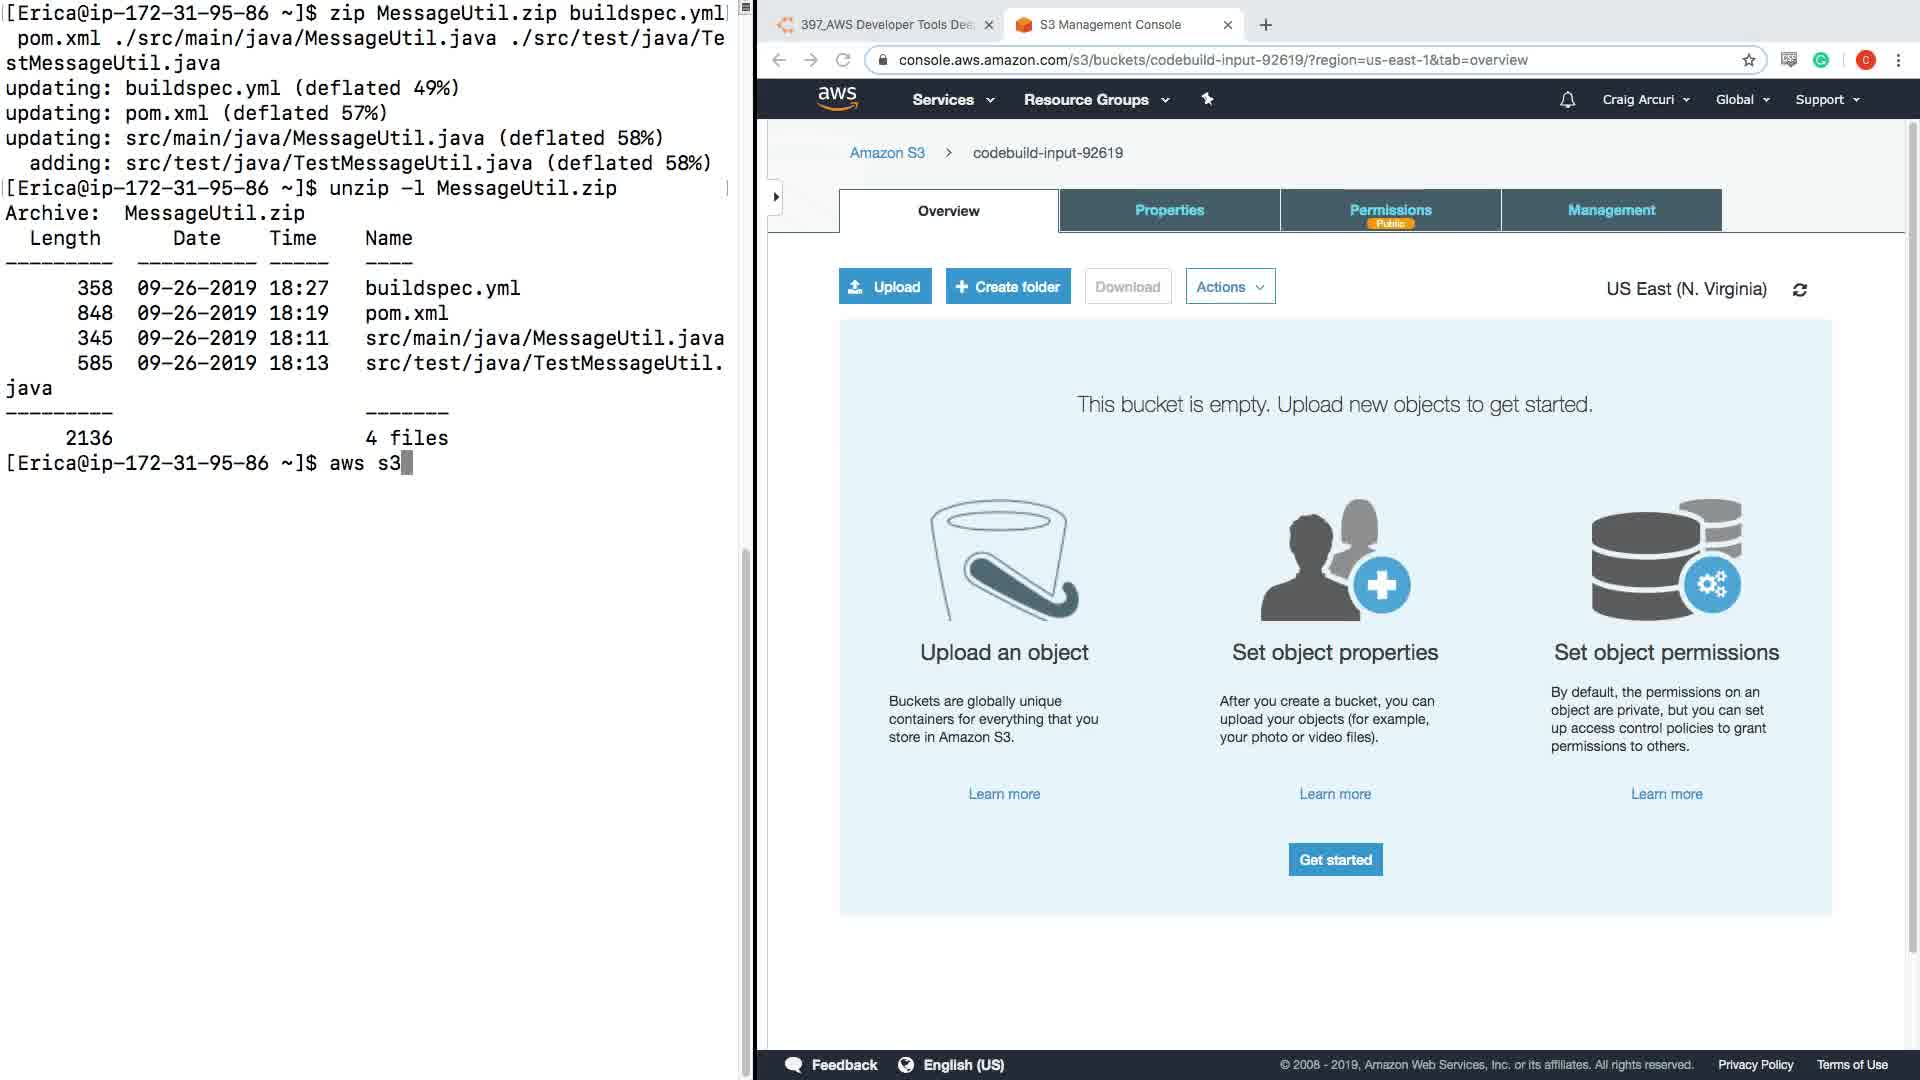 [Erica@ip-172-31-95-86 ~]$ zip MessageUtil.zip buildspec.yml
pom.xml ./src/main/java/MessageUtil.java ./src/test/java/Te
stMessageUtil.java
updating: buildspec.yml (deflated 49%)
updating: pom.xml (deflated 57%)
updating: src/main/java/MessageUtil.java (deflated 58%)
adding: src/test/java/TestMessageUtil.java (deflated 58%)
[Erica@ip-172-31-95-86 ~]$ unzip -l MessageUtil.zip
Archive:  MessageUtil.zip
Length Date Time Name
--------- ---------- ----- ----
358 09-26-2019 18:27 buildspec.yml
848 09-26-2019 18:19 pom.xml
345 09-26-2019 18:11 src/main/java/MessageUtil.java
585 09-26-2019 18:13 src/test/java/TestMessageUtil.
java
--------- -------
2136 4 files
[Erica@ip-172-31-95-86 ~]$ aws s3
397_AWS Developer Tools Dee
S3 Management Console
console.aws.amazon.com/s3/buckets/codebuild-input-92619/?region=us-east-1&tab=overview
C
aws Services Resource Groups Craig Arcuri Global Support
Amazon S3 > codebuild-input-92619
Overview Properties Permissions Management
Public
Upload + Create folder Download Actions US East (N. Virginia)
This bucket is empty. Upload new objects to get started.
Upload an object
Buckets are globally unique
containers for everything that you
store in Amazon S3.
Learn more
Set object properties
After you create a bucket, you can
upload your objects (for example,
your photo or video files).
Learn more
Set object permissions
By default, the permissions on an
object are private, but you can set
up access control policies to grant
permissions to others.
Learn more
Get started
Feedback English (US) © 2008 - 2019, Amazon Web Services, Inc. or its affiliates. All rights reserved. Privacy Policy Terms of Use